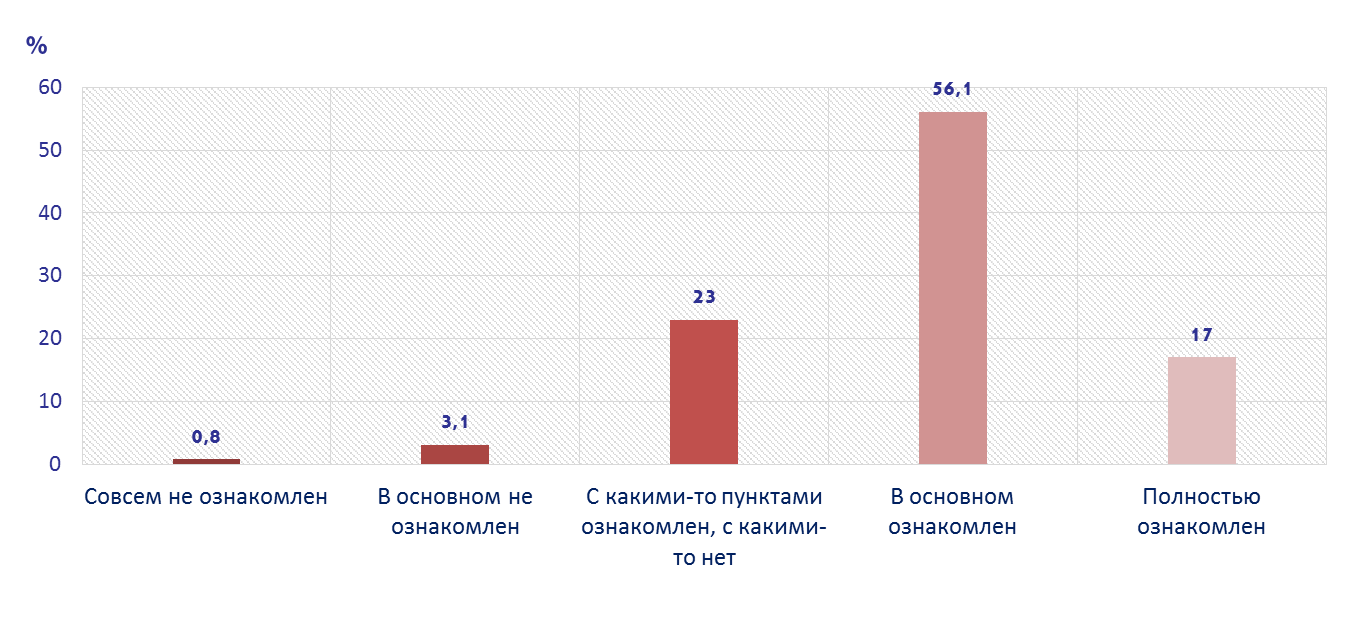 %
60
56,1
50
40
30
23
20
17
10
3,1
0,8
0
Совсем не ознакомлен
В основном не
ознакомлен
С какими-то пунктами
ознакомлен, с какими-
то нет
В основном
ознакомлен
Полностью
ознакомлен